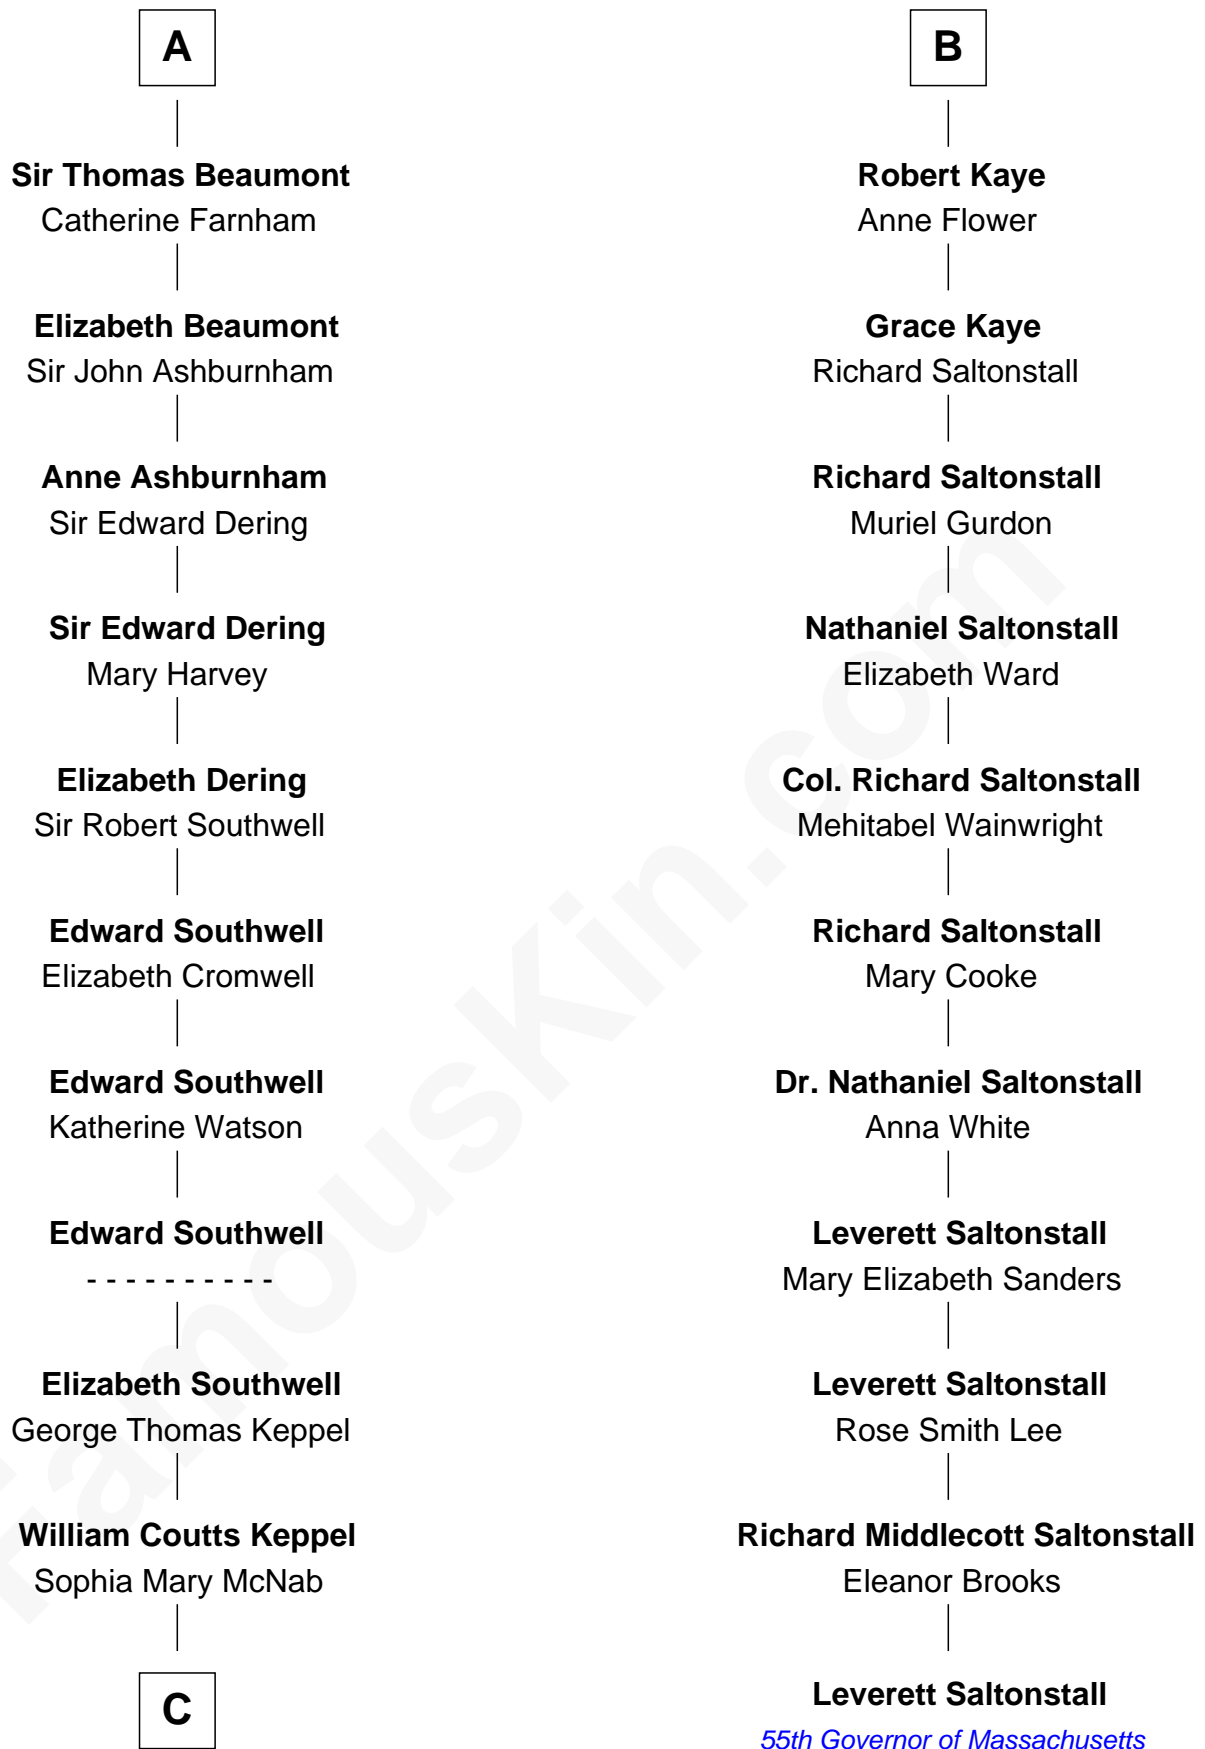 A
Sir Thomas Beaumont
Catherine Farnham
Elizabeth Beaumont
Sir John Ashburnham
Anne Ashburnham
Sir Edward Dering
Sir Edward Dering
Mary Harvey
Elizabeth Dering
Sir Robert Southwell
Edward Southwell
Elizabeth Cromwell
Edward Southwell
Katherine Watson
Edward Southwell
- - - - - - - - - -
Elizabeth Southwell
George Thomas Keppel
William Coutts Keppel
Sophia Mary McNab
C
B
Robert Kaye
Anne Flower
Grace Kaye
Richard Saltonstall
Richard Saltonstall
Muriel Gurdon
Nathaniel Saltonstall
Elizabeth Ward
Col. Richard Saltonstall
Mehitabel Wainwright
Richard Saltonstall
Mary Cooke
Dr. Nathaniel Saltonstall
Anna White
Leverett Saltonstall
Mary Elizabeth Sanders
Leverett Saltonstall
Rose Smith Lee
Richard Middlecott Saltonstall
Eleanor Brooks
Leverett Saltonstall
55th Governor of Massachusetts
FamousKin.com